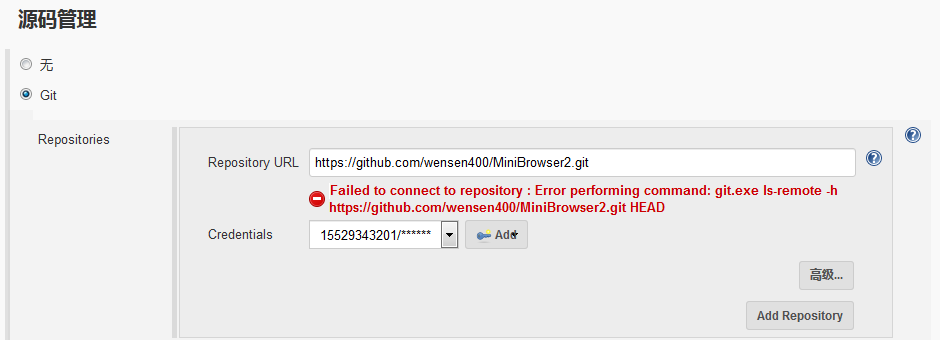 源码管理
无
Git
Repositories
Repository URL
https://github.com/wensen400/MiniBrowser2.git
Failed to connect to repository : Error performing command: git.exe ls-remote -h
https://github.com/wensen400/MiniBrowser2.git HEAD
Credentials
15529343201/******
Add
高级...
Add Repository